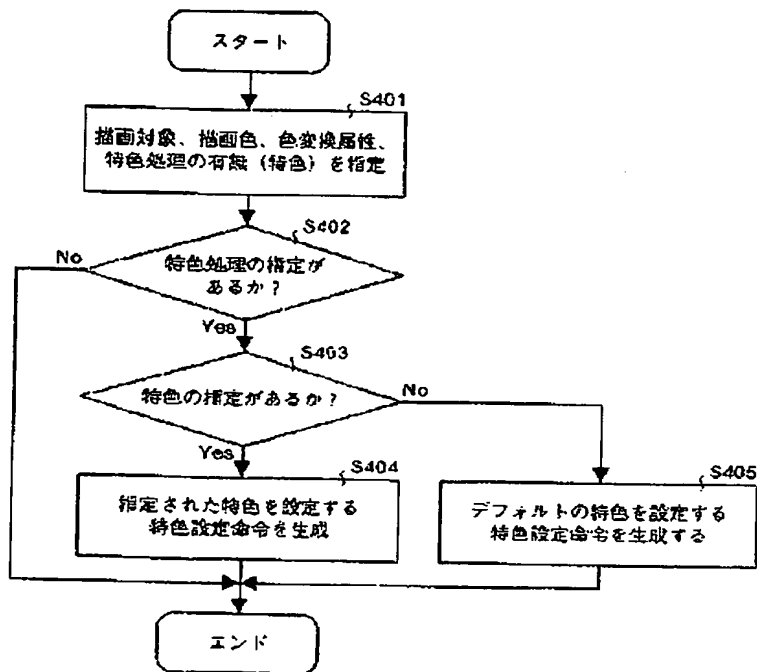 スタート
S401
描画対象、描画色、色変換属性、
特色処理の有無（特色）を指定
S402
特色処理の指定が
あるか？
No
Yes
S403
特色の指定があるか？
No
Yes
S404
指定された特色を設定する
特色設定命令を生成
S405
デフォルトの特色を設定する
特色設定命令を生成する
エンド